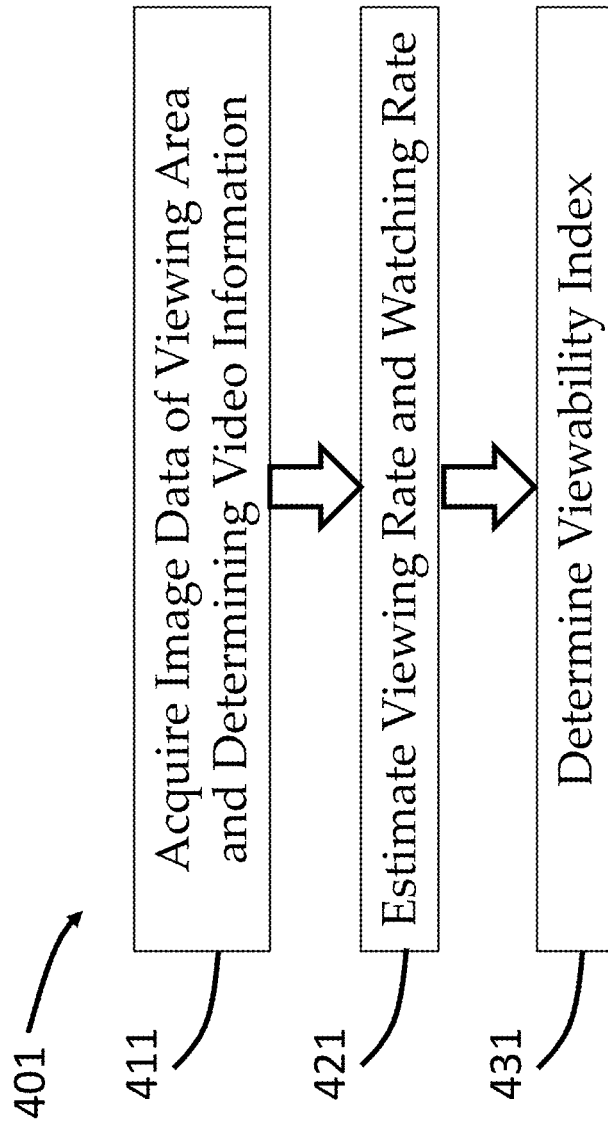 401
411
Acquire Image Data of Viewing Area
and Determining Video Information
421
Estimate Viewing Rate and Watching Rate
431
Determine Viewability Index